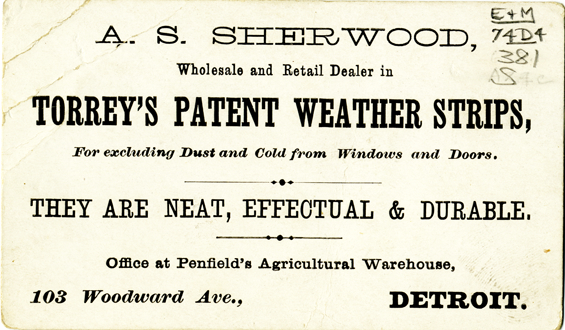 A. S. SHERWOOD,
Wholesale and Retail Dealer in
TORREY'S PATENT WEATHER STRIPS,
For excluding Dust and Cold from Windows and Doors.
THEY ARE NEAT, EFFECTUAL & DURABLE.
Office at Penfield's Agricultural Warehouse,
103 Woodward Ave., DETROIT.
E+M
74D4
381